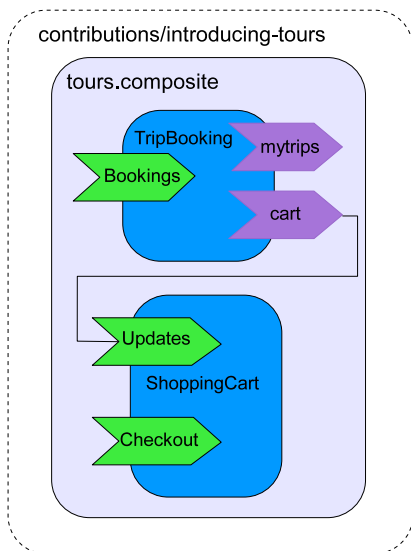 contributions/introducing-tours
tours.composite
TripBooking
mytrips
Bookings
cart
Updates
ShoppingCart
Checkout